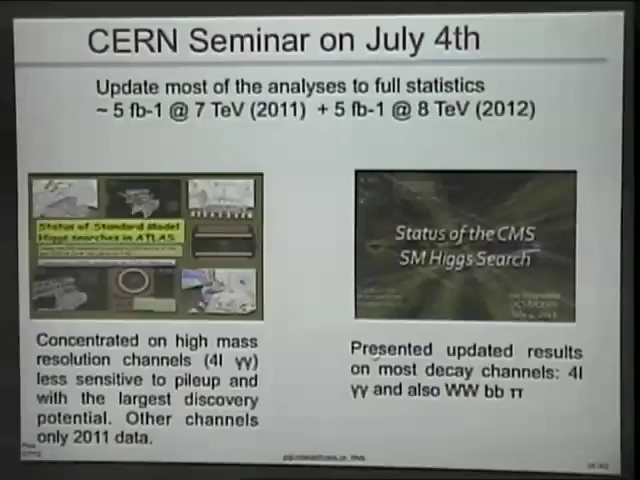 CERN Seminar on July 4th
Update most of the analyses to full statistics
~ 5 fb-1 @ 7 TeV (2011) + 5 fb-1 @ 8 TeV (2012)
Status of Standard Model
Higgs searches in ATLAS
Status of the CMS
SM Higgs Search
Concentrated on high mass
resolution channels (4l γγ)
less sensitive to pileup and
with the largest discovery
potential. Other channels
only 2011 data.
Presented updated results
on most decay channels: 4l
γγ and also WW bb ττ